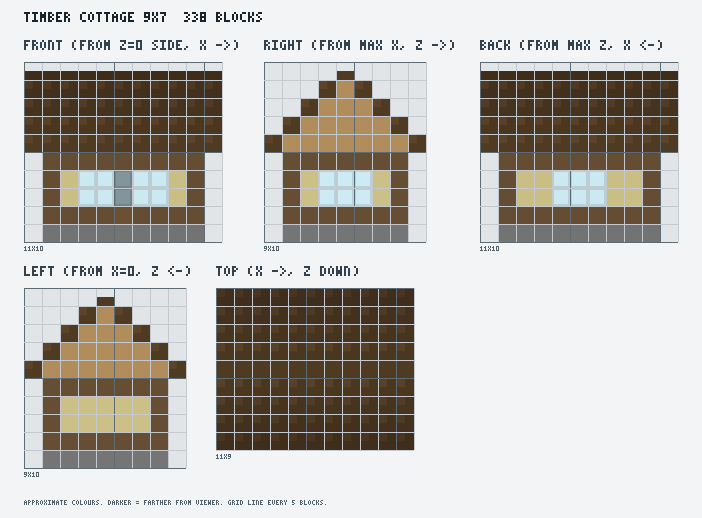 TIMBER COTTAGE 9X7 338 BLOCKS
FRONT (FROM Z=0 SIDE, X ->)
RIGHT (FROM MAX X, Z ->)
BACK (FROM MAX Z, X <-)
11X10
9X10
11X10
LEFT (FROM X=0, Z <-)
TOP (X ->, Z DOWN)
11X9
9X10
APPROXIMATE COLOURS. DARKER = FARTHER FROM VIEWER. GRID LINE EVERY 5 BLOCKS.